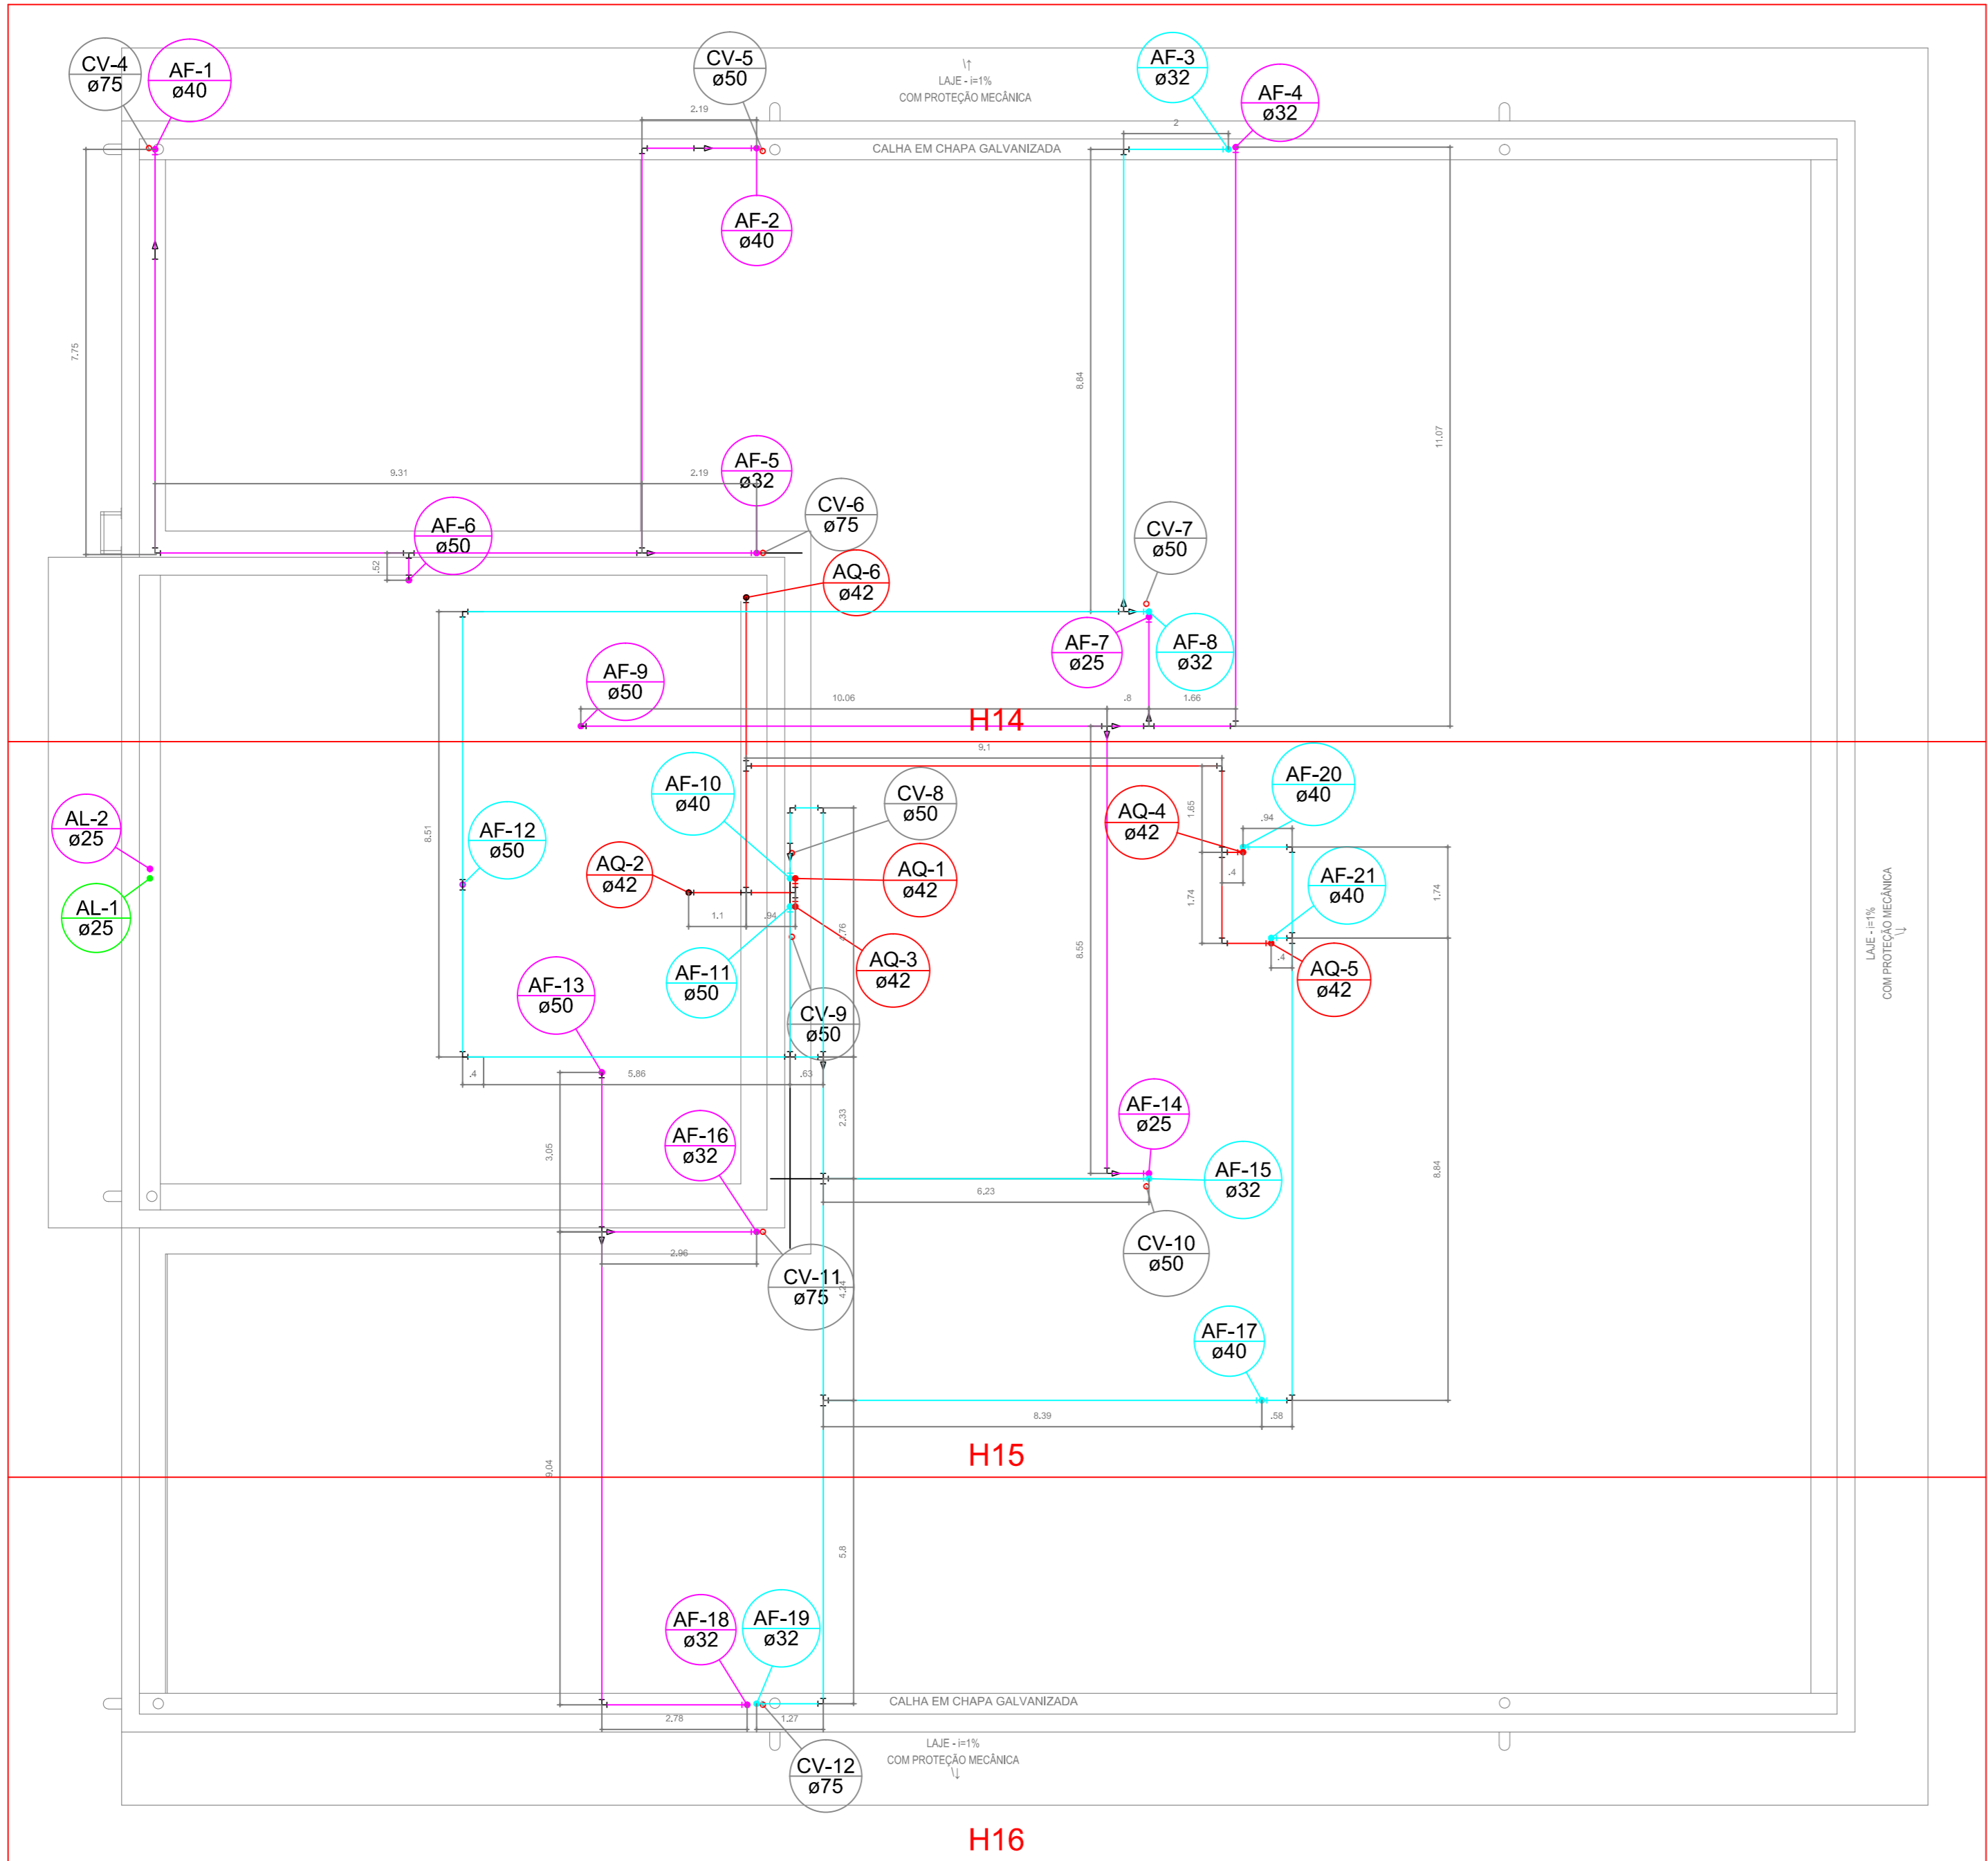 CV-4
ø75
AF-1
ø40
CV-5
ø50
\↑
LAJE - i=1%
COM PROTEÇÃO MECÂNICA
AF-3
ø32
AF-4
ø32
2.19
2
CALHA EM CHAPA GALVANIZADA
AF-2
ø40
7.75
8.84
11.07
9.31
2.19
AF-5
ø32
AF-6
ø50
CV-6
ø75
CV-7
ø50
.52
AQ-6
ø42
AF-7
ø25
AF-8
ø32
AF-9
ø50
10.06
.8
1.66
H14
9.1
AF-10
ø40
CV-8
ø50
AQ-4
ø42
1.65
AF-20
ø40
.94
AL-2
ø25
8.51
AF-12
ø50
AQ-2
ø42
AQ-1
ø42
.4
AF-21
ø40
1.74
1.74
AL-1
ø25
1.1
.94
.76
8.55
.4
LAJE - i=1%
COM PROTEÇÃO MECÂNICA
\↓
AF-13
ø50
AF-11
ø50
AQ-3
ø42
AQ-5
ø42
CV-9
ø50
.4
5.86
.63
2.33
AF-14
ø25
3.05
AF-16
ø32
AF-15
ø32
8.84
6.23
2.96
CV-10
ø50
CV-11
ø75
4.24
AF-17
ø40
8.39
.58
H15
9.04
5.8
AF-18
ø32
AF-19
ø32
CALHA EM CHAPA GALVANIZADA
2.78
1.27
LAJE - i=1%
COM PROTEÇÃO MECÂNICA
\↓
CV-12
ø75
H16